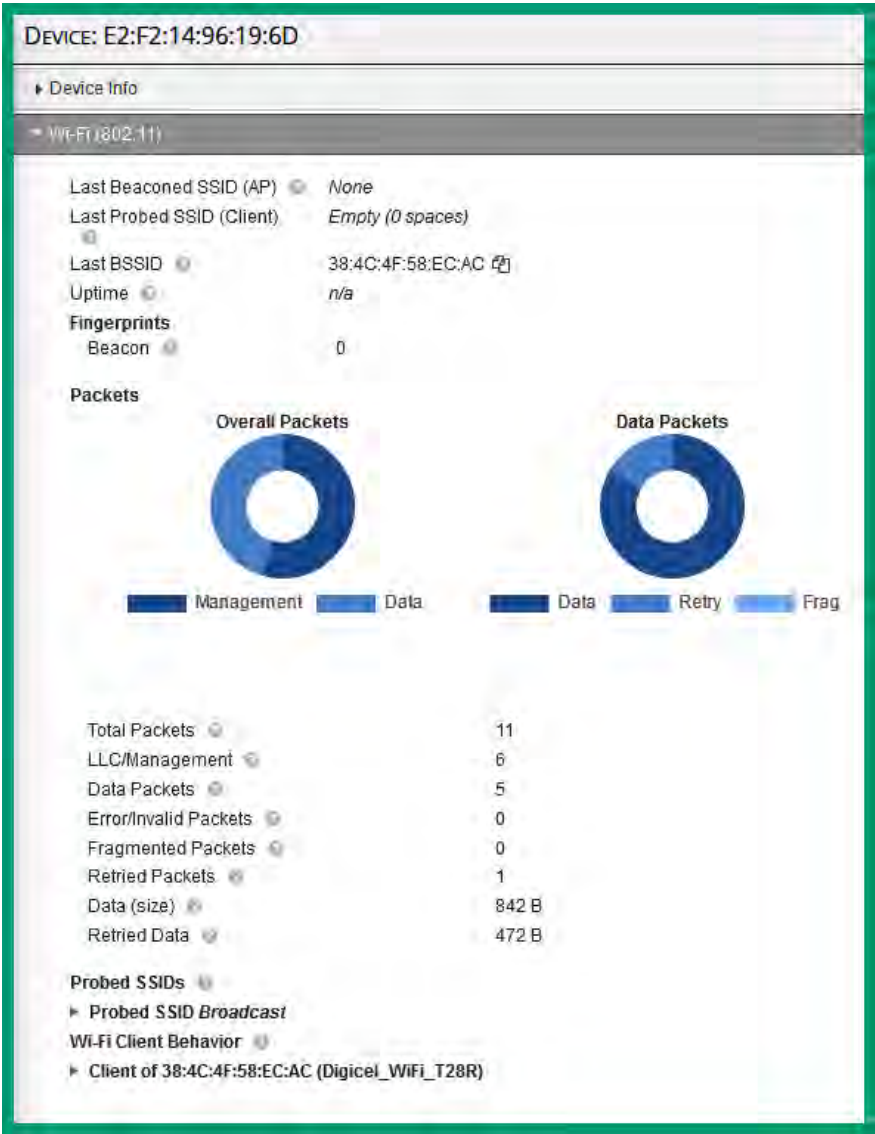 DEVICE: E2:F2:14:96:19:6D
Device Info
Wi-Fi (802.11)
Last Beaconed SSID (AP) None
Last Probed SSID (Client) Empty (0 spaces)
Last BSSID 38:4C:4F:58:EC:AC
Uptime n/a
Fingerprints
Beacon 0
Packets
Overall Packets Data Packets
Management Data Data Retry Frag
Total Packets 11
LLC/Management 6
Data Packets 5
Error/Invalid Packets 0
Fragmented Packets 0
Retried Packets 1
Data (size) 842 B
Retried Data 472 B
Probed SSIDs
Probed SSID Broadcast
Wi-Fi Client Behavior
Client of 38:4C:4F:58:EC:AC (Digicel_WiFi_T28R)